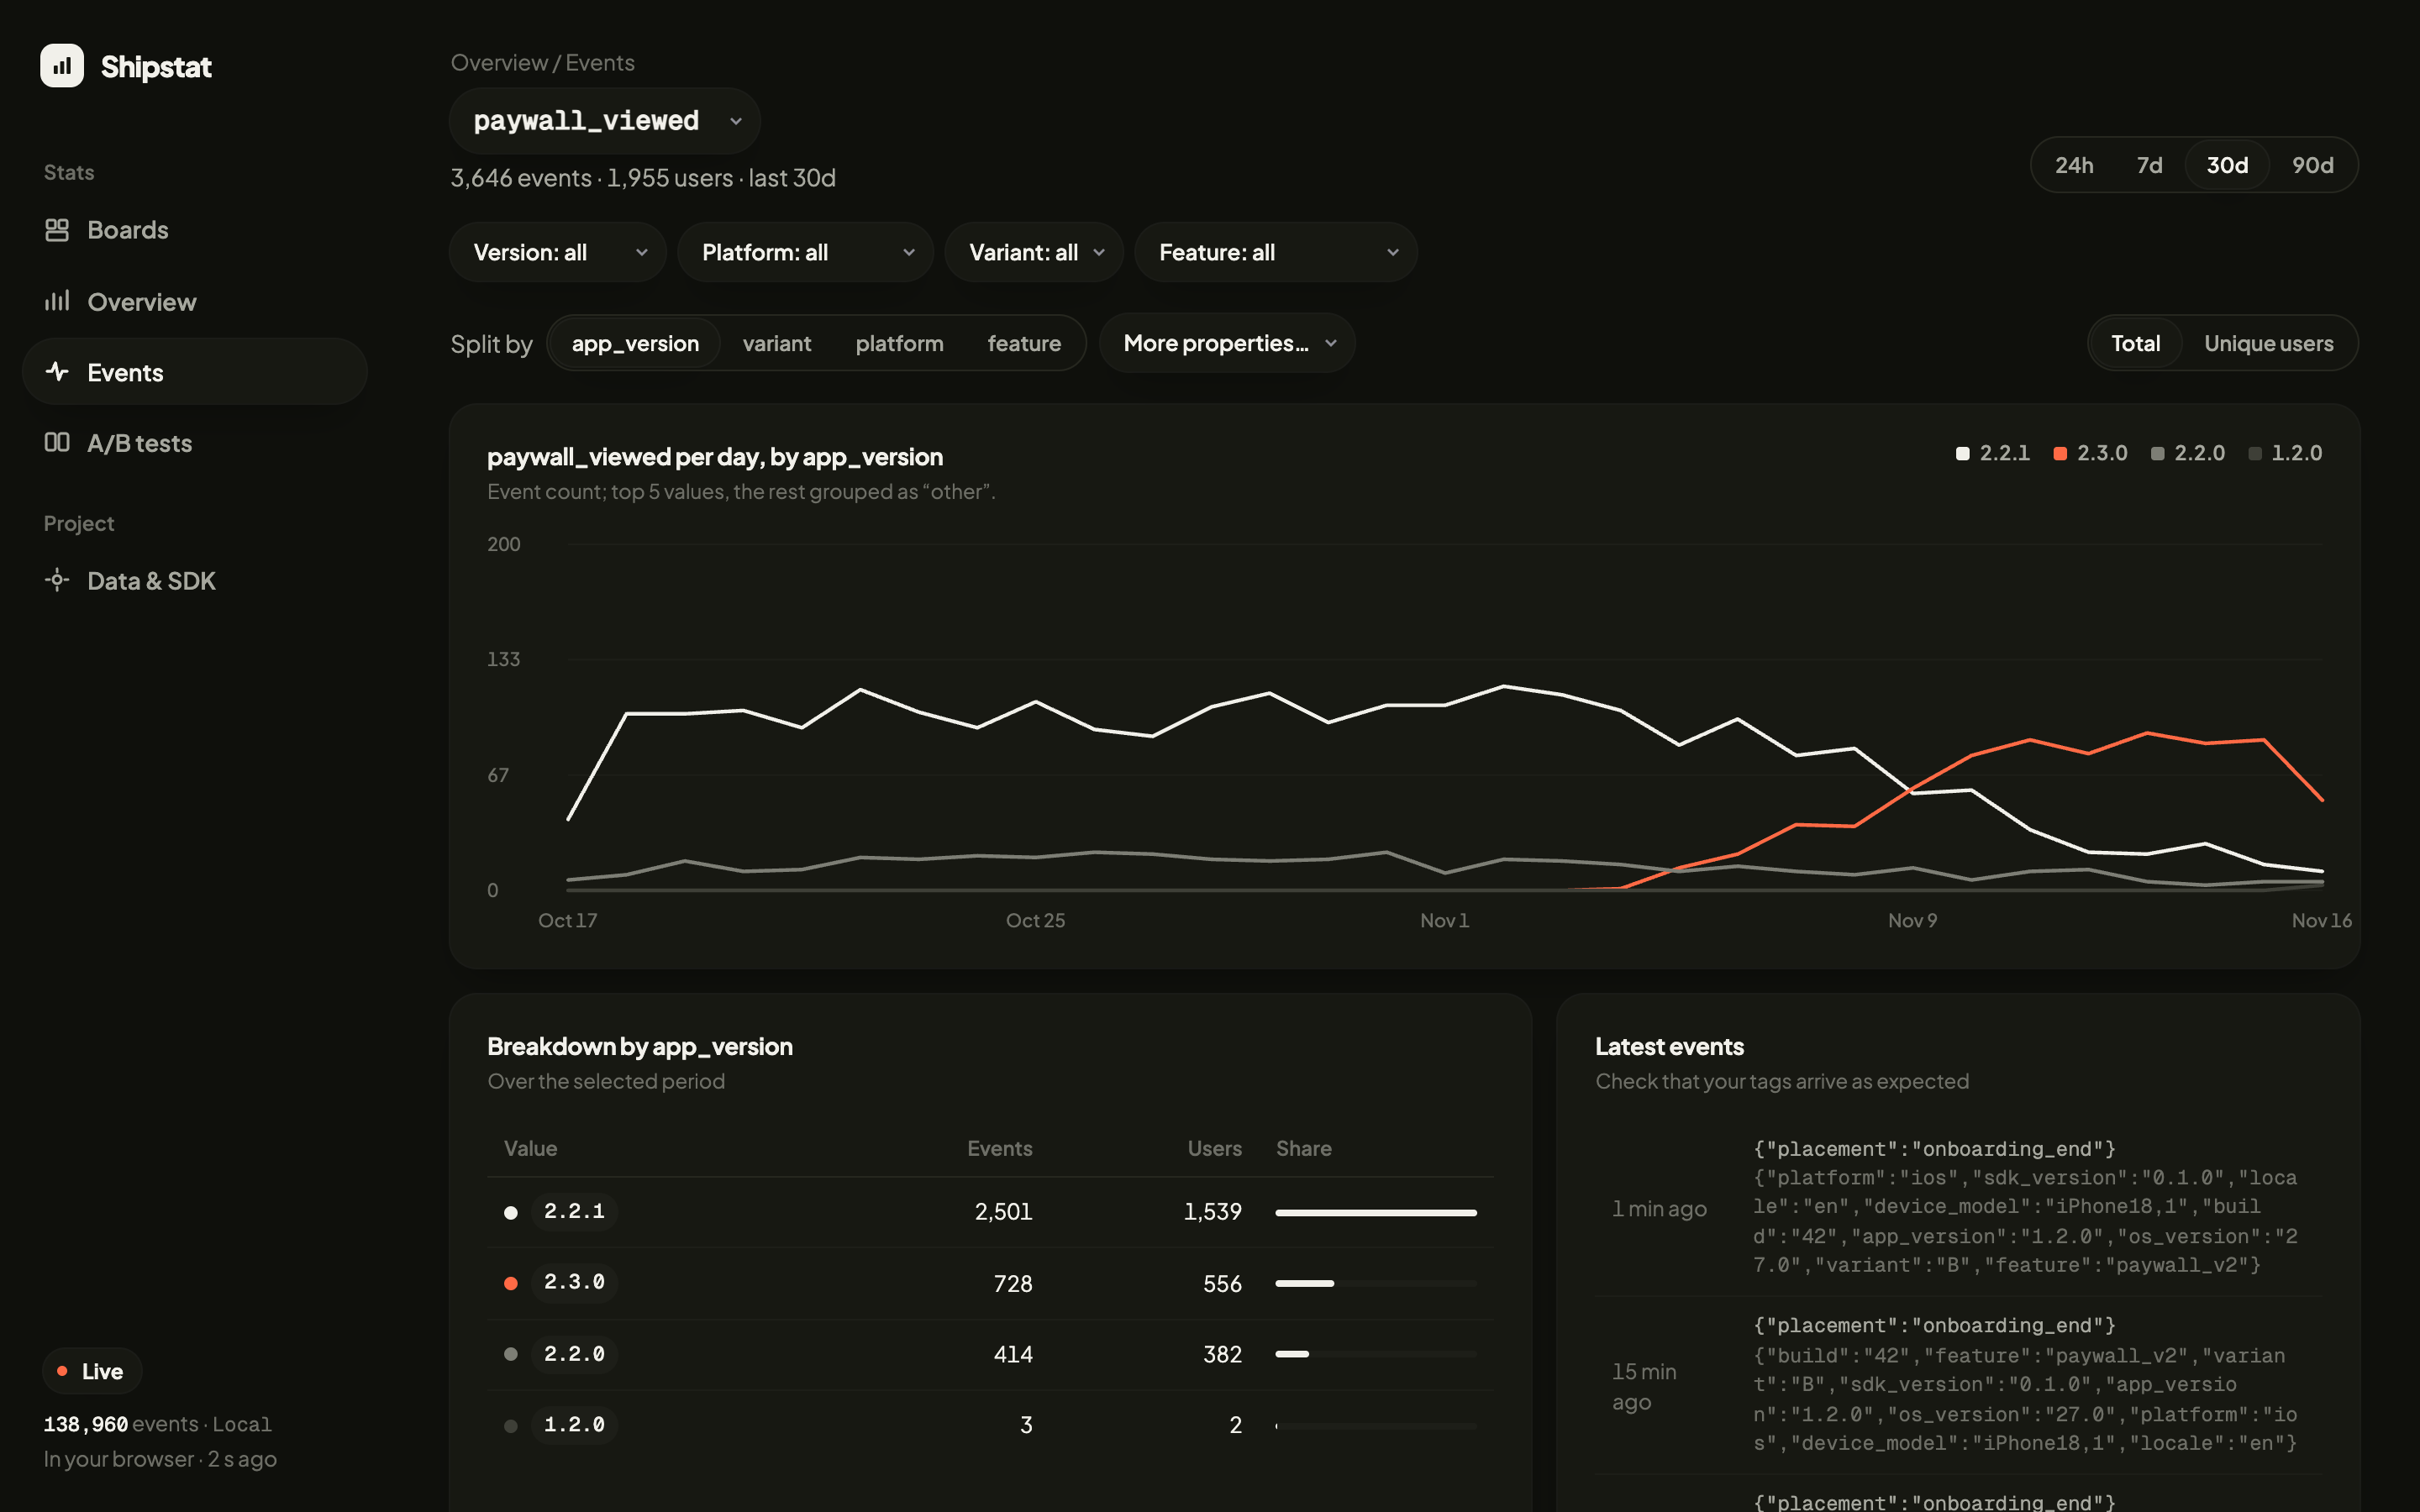 Shipstat
Stats
Boards
Overview
Events
A/B tests
Project
Data & SDK
Live
138,960 events · Local
In your browser · 2 s ago
Overview / Events
paywall_viewed
3,646 events · 1,955 users · last 30d
24h 7d 30d 90d
Version: all Platform: all Variant: all Feature: all
Split by app_version variant platform feature More properties…
Total Unique users
paywall_viewed per day, by app_version
Event count; top 5 values, the rest grouped as “other”.
2.2.1 2.3.0 2.2.0 1.2.0
200
133
67
0
Oct 17 Oct 25 Nov 1 Nov 9 Nov 16
Breakdown by app_version
Over the selected period
Value Events Users Share
2.2.1 2,501 1,539
2.3.0 728 556
2.2.0 414 382
1.2.0 3 2
Latest events
Check that your tags arrive as expected
1 min ago
{"placement":"onboarding_end"}
{"platform":"ios","sdk_version":"0.1.0","loca
le":"en","device_model":"iPhone18,1","buil
d":"42","app_version":"1.2.0","os_version":"2
7.0","variant":"B","feature":"paywall_v2"}
15 min
ago
{"placement":"onboarding_end"}
{"build":"42","feature":"paywall_v2","varian
t":"B","sdk_version":"0.1.0","app_versio
n":"1.2.0","os_version":"27.0","platform":"io
s","device_model":"iPhone18,1","locale":"en"}
{"placement":"onboarding_end"}